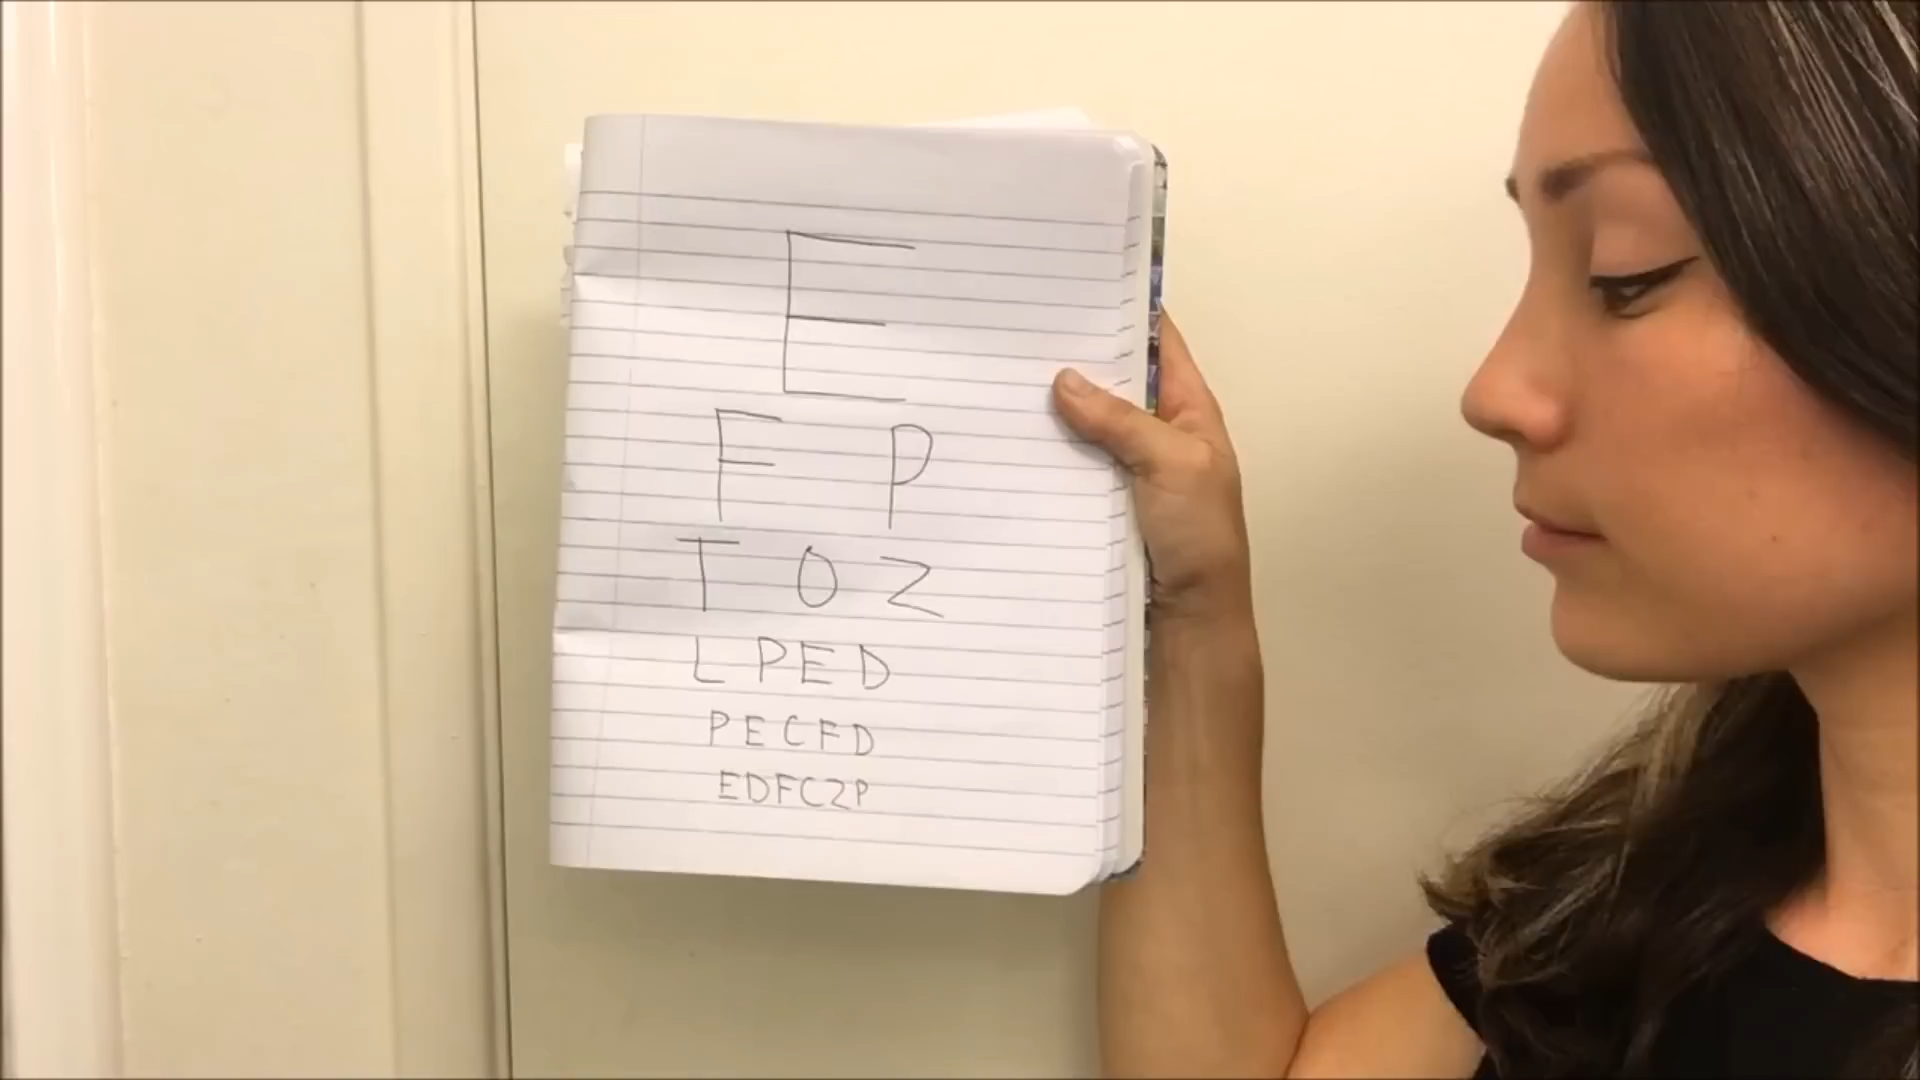 E
F P
T O Z
L P E D
P E C F D
E D F C Z P